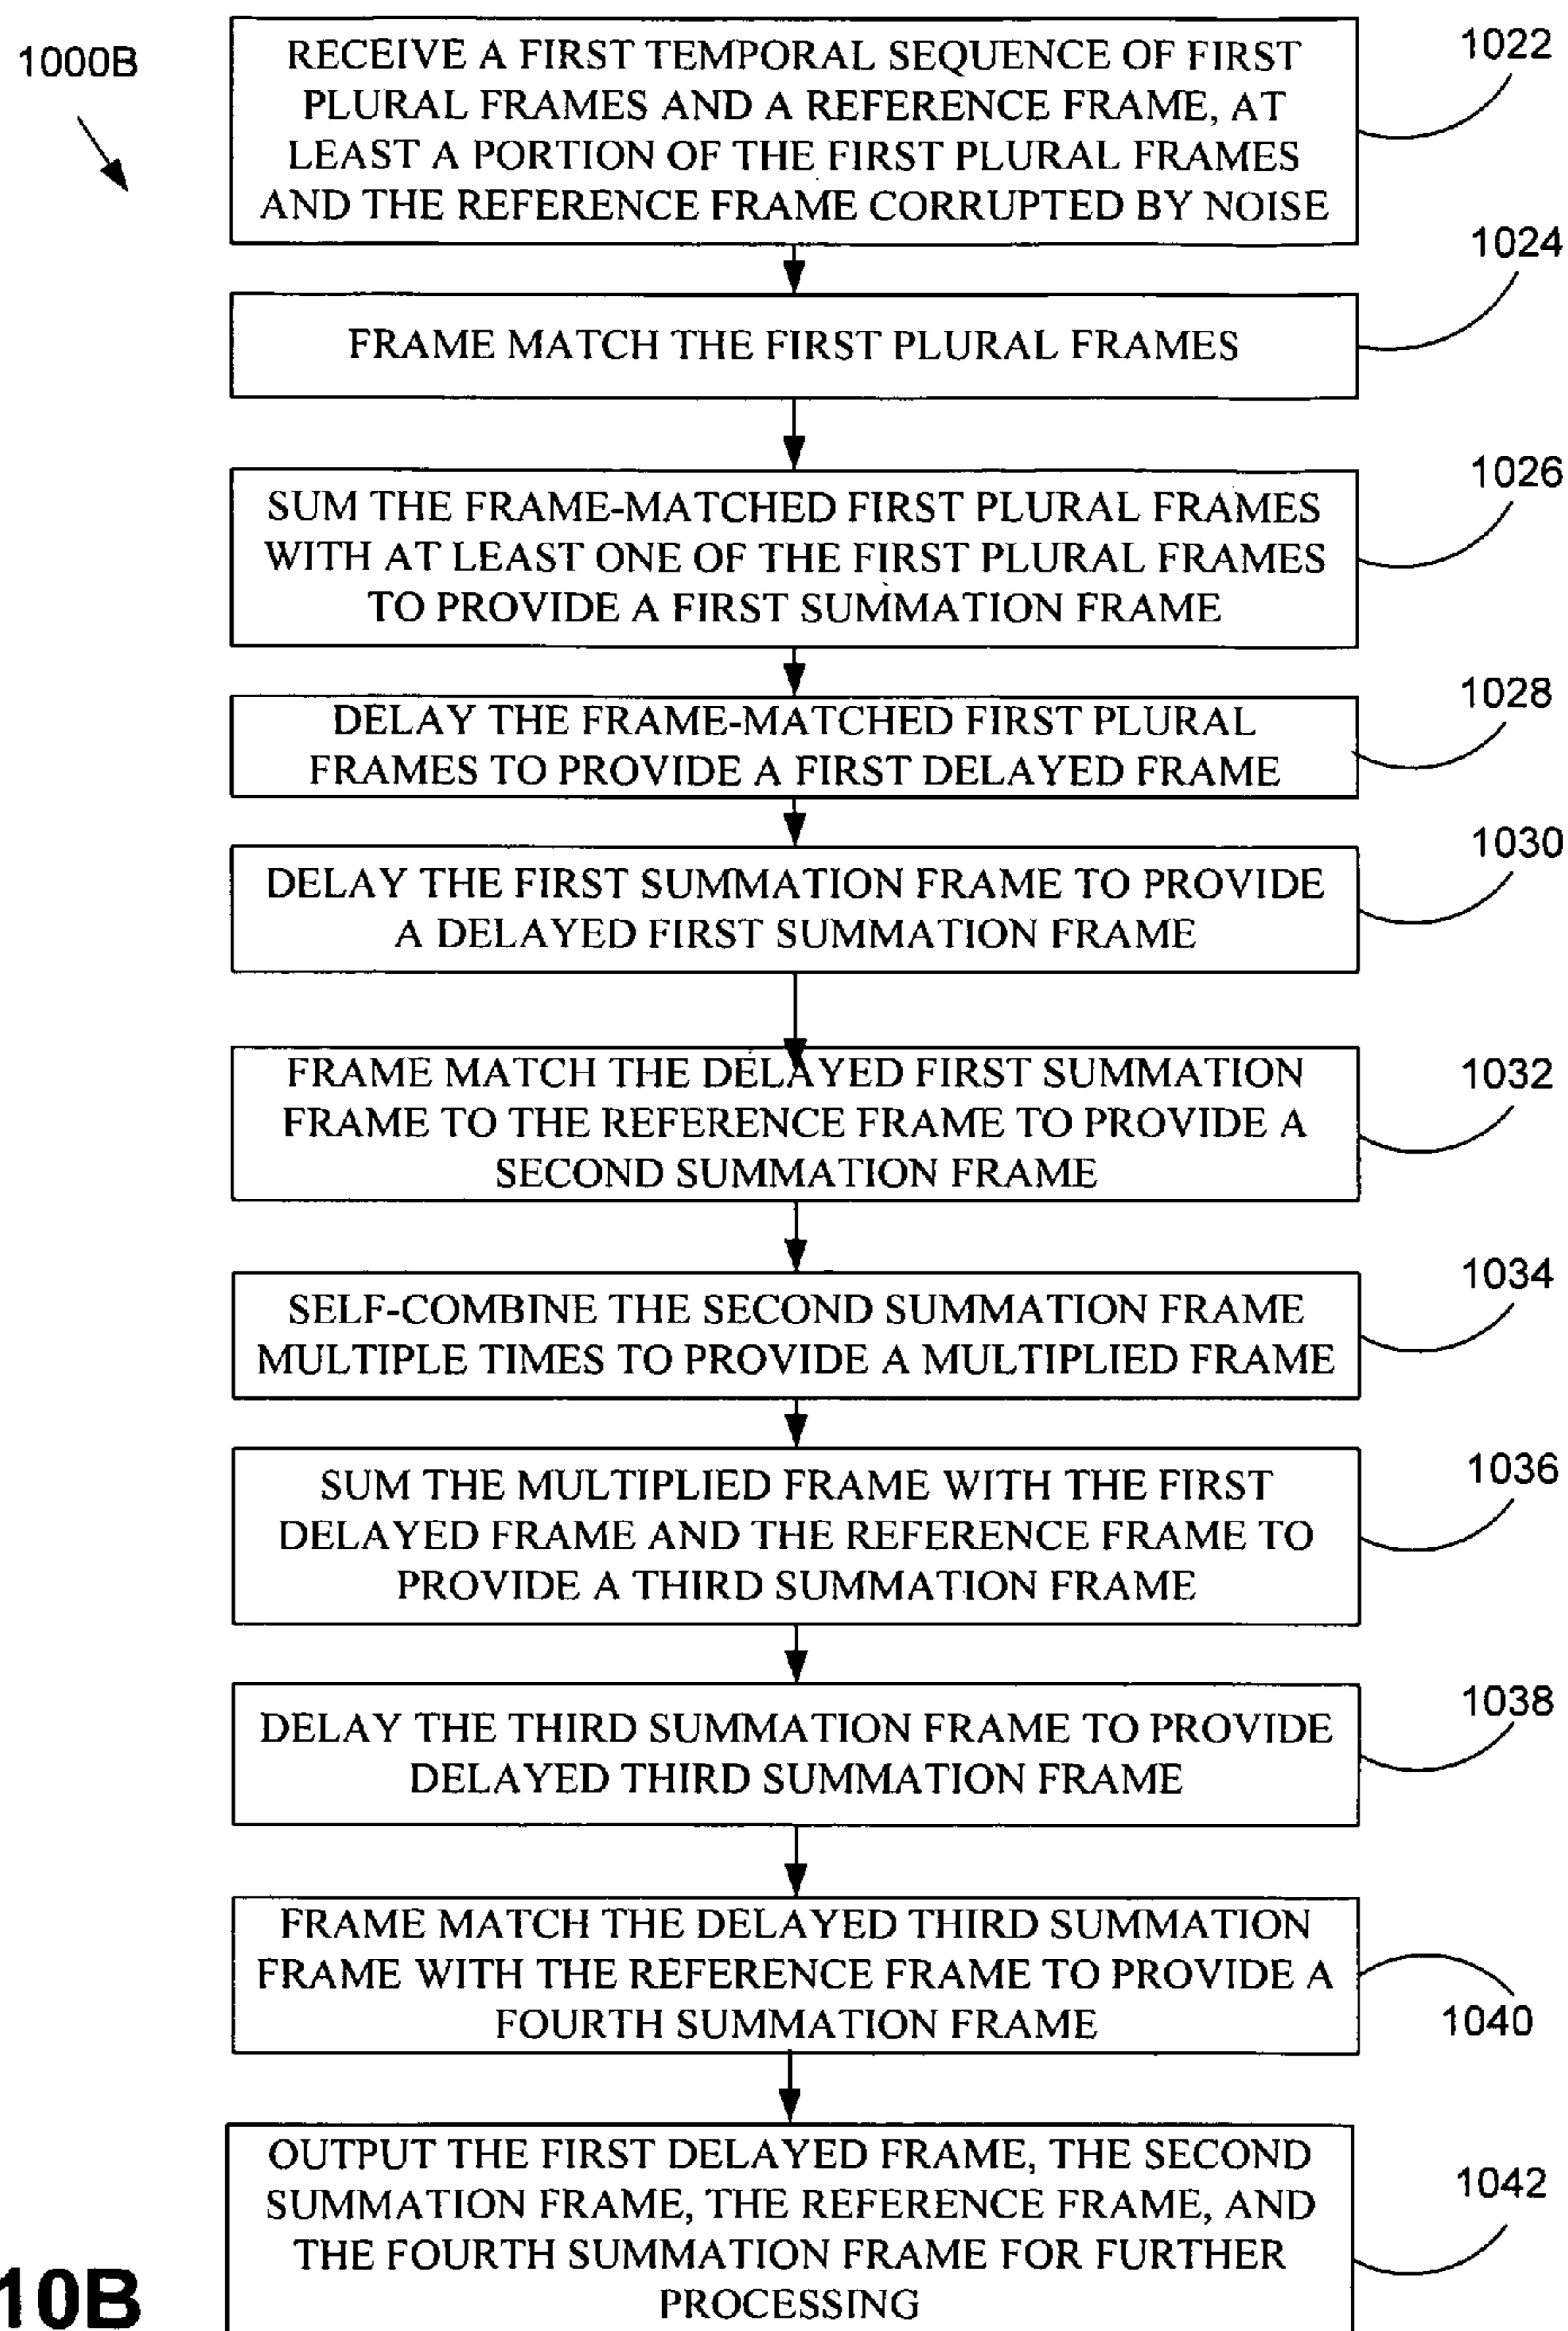 1000B
RECEIVE A FIRST TEMPORAL SEQUENCE OF FIRST
PLURAL FRAMES AND A REFERENCE FRAME, AT
LEAST A PORTION OF THE FIRST PLURAL FRAMES
AND THE REFERENCE FRAME CORRUPTED BY NOISE
1022
FRAME MATCH THE FIRST PLURAL FRAMES
1024
SUM THE FRAME-MATCHED FIRST PLURAL FRAMES
WITH AT LEAST ONE OF THE FIRST PLURAL FRAMES
TO PROVIDE A FIRST SUMMATION FRAME
1026
DELAY THE FRAME-MATCHED FIRST PLURAL
FRAMES TO PROVIDE A FIRST DELAYED FRAME
1028
DELAY THE FIRST SUMMATION FRAME TO PROVIDE
A DELAYED FIRST SUMMATION FRAME
1030
FRAME MATCH THE DELAYED FIRST SUMMATION
FRAME TO THE REFERENCE FRAME TO PROVIDE A
SECOND SUMMATION FRAME
1032
SELF-COMBINE THE SECOND SUMMATION FRAME
MULTIPLE TIMES TO PROVIDE A MULTIPLIED FRAME
1034
SUM THE MULTIPLIED FRAME WITH THE FIRST
DELAYED FRAME AND THE REFERENCE FRAME TO
PROVIDE A THIRD SUMMATION FRAME
1036
DELAY THE THIRD SUMMATION FRAME TO PROVIDE
DELAYED THIRD SUMMATION FRAME
1038
FRAME MATCH THE DELAYED THIRD SUMMATION
FRAME WITH THE REFERENCE FRAME TO PROVIDE A
FOURTH SUMMATION FRAME
1040
OUTPUT THE FIRST DELAYED FRAME, THE SECOND
SUMMATION FRAME, THE REFERENCE FRAME, AND
THE FOURTH SUMMATION FRAME FOR FURTHER
PROCESSING
1042
10B